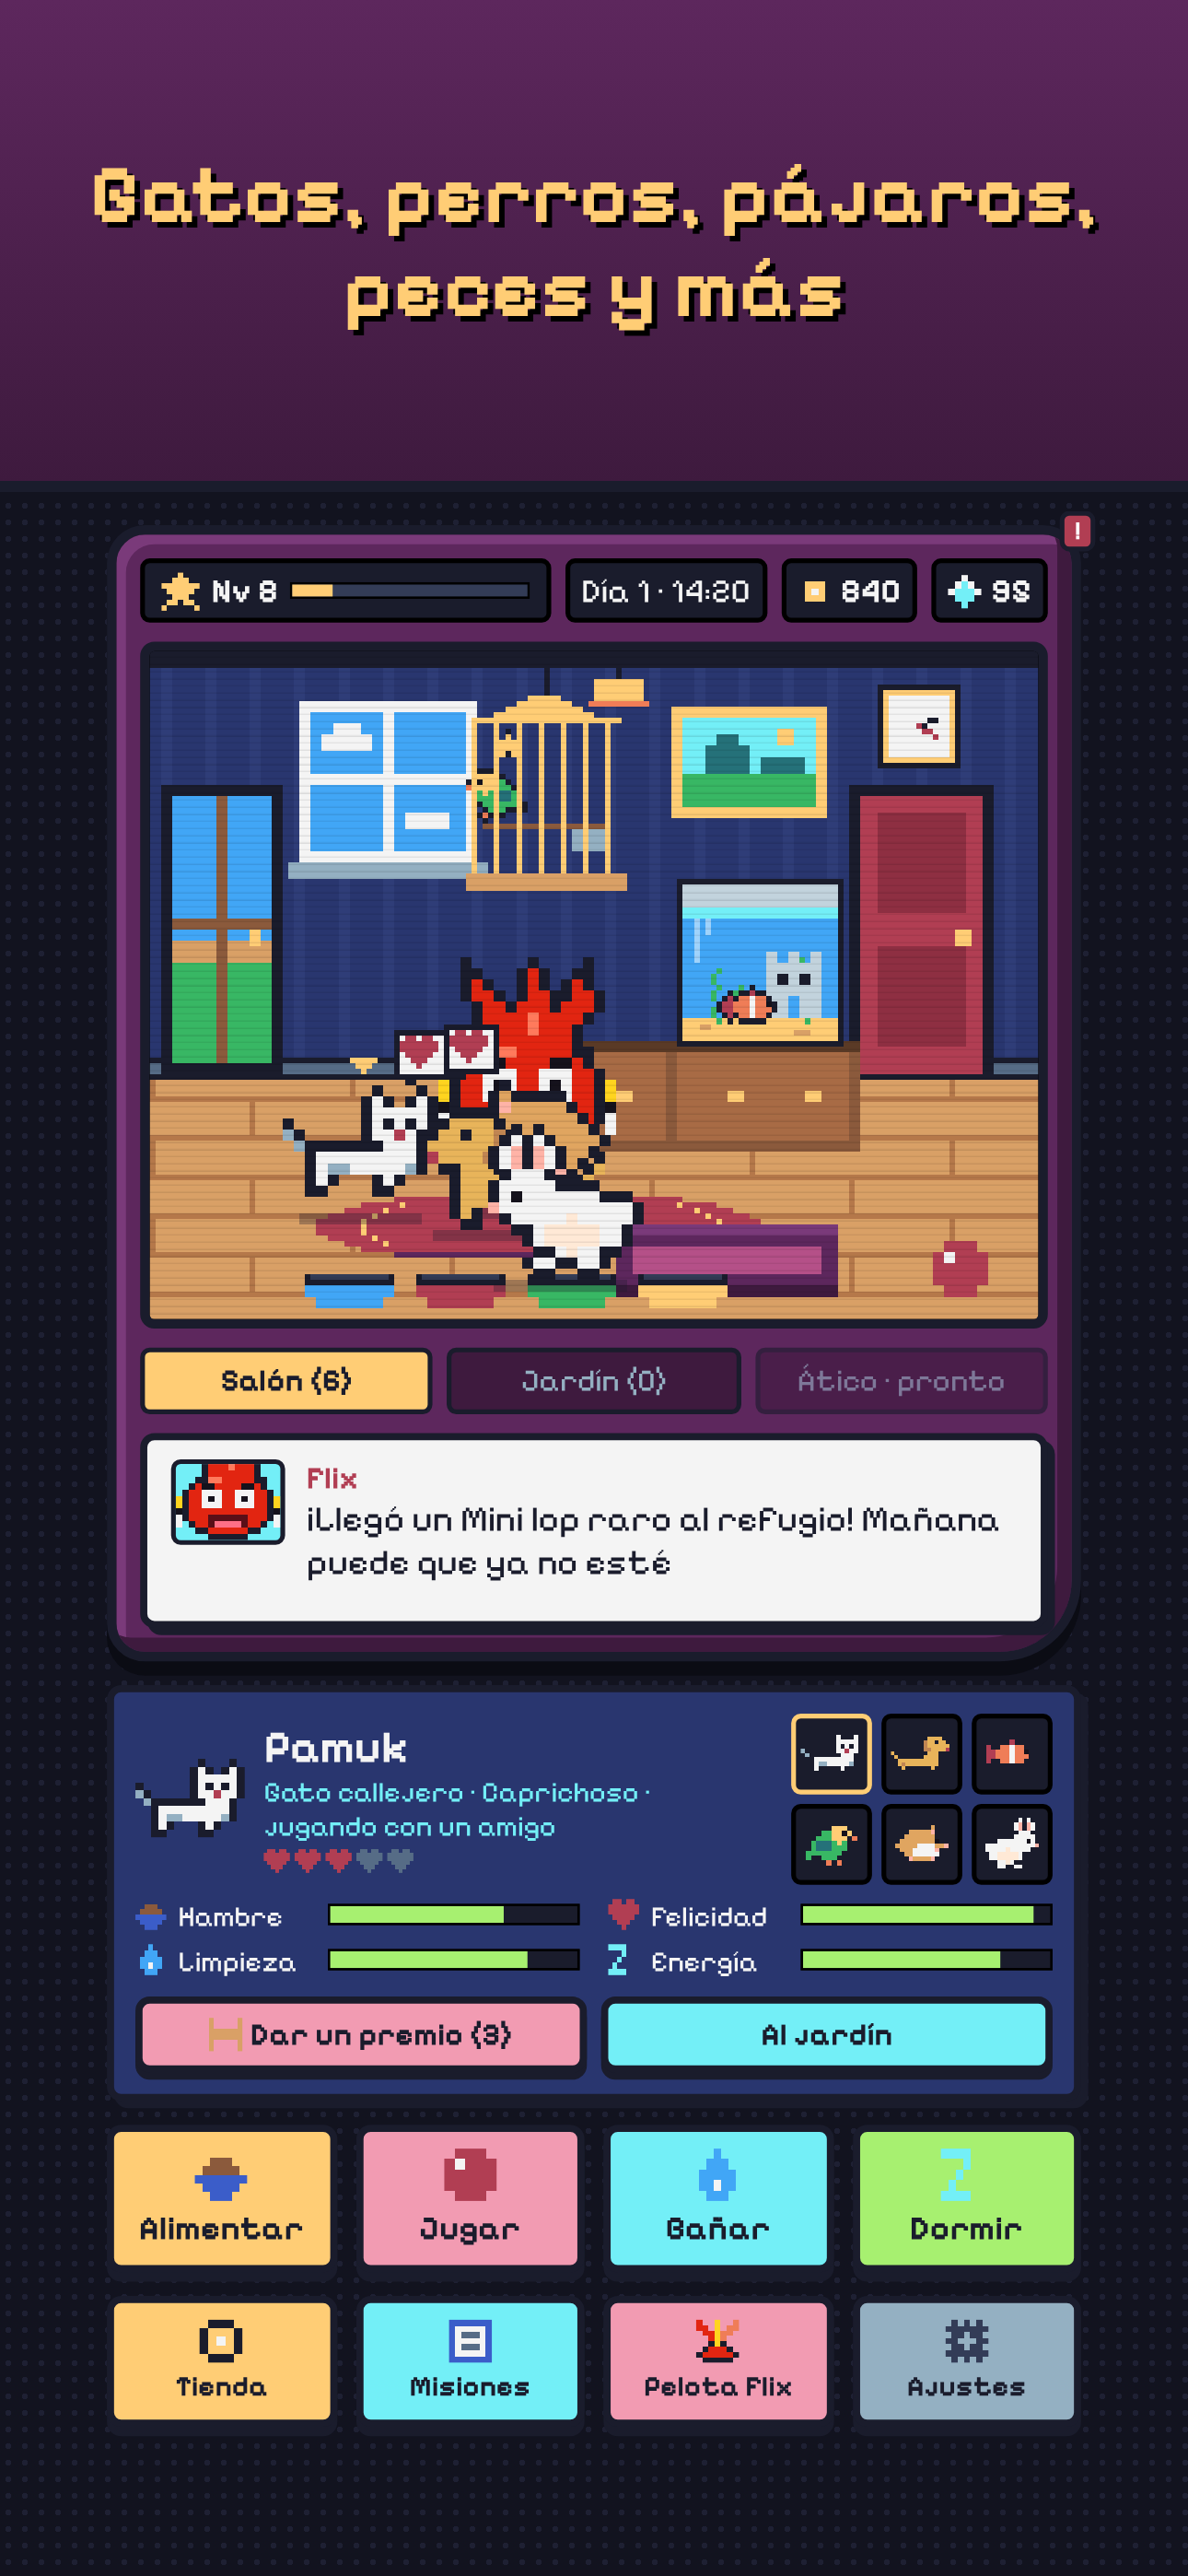 Gatos, perros, pájaros,
peces y más
!
Nv 8
Día 1 · 14:20
840
98
Salón (6)
Jardín (0)
Ático · pronto
Flix
¡Llegó un Mini lop raro al refugio! Mañana
puede que ya no esté
Pamuk
Gato callejero · Caprichoso ·
jugando con un amigo
Hambre
Felicidad
Limpieza
Energía
Dar un premio (3)
Al jardín
Alimentar
Jugar
Bañar
Dormir
Tienda
Misiones
Pelota Flix
Ajustes